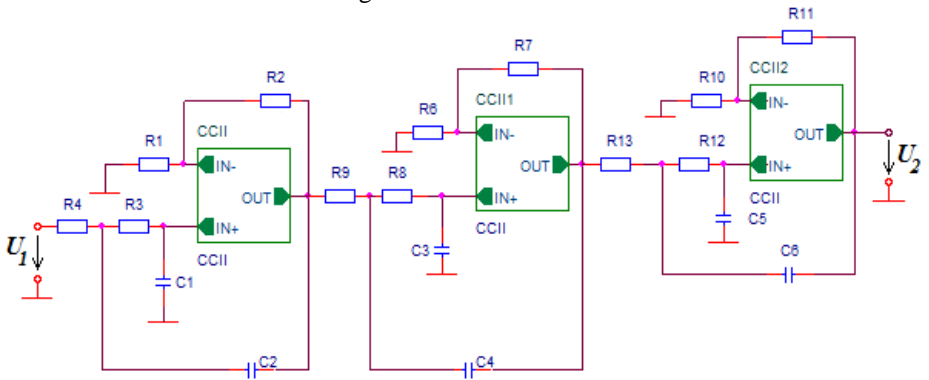 R11
R7
CCII2
R2
R10
IN-
CCII1
R6
OUT
IN-
CCII
R1
R13
R12
IN+
U2
IN-
OUT
R9
R8
CCII
C5
OUT
IN+
R4
R3
IN+
CCII
C3
C6
U1
CCII
C1
C2
C4